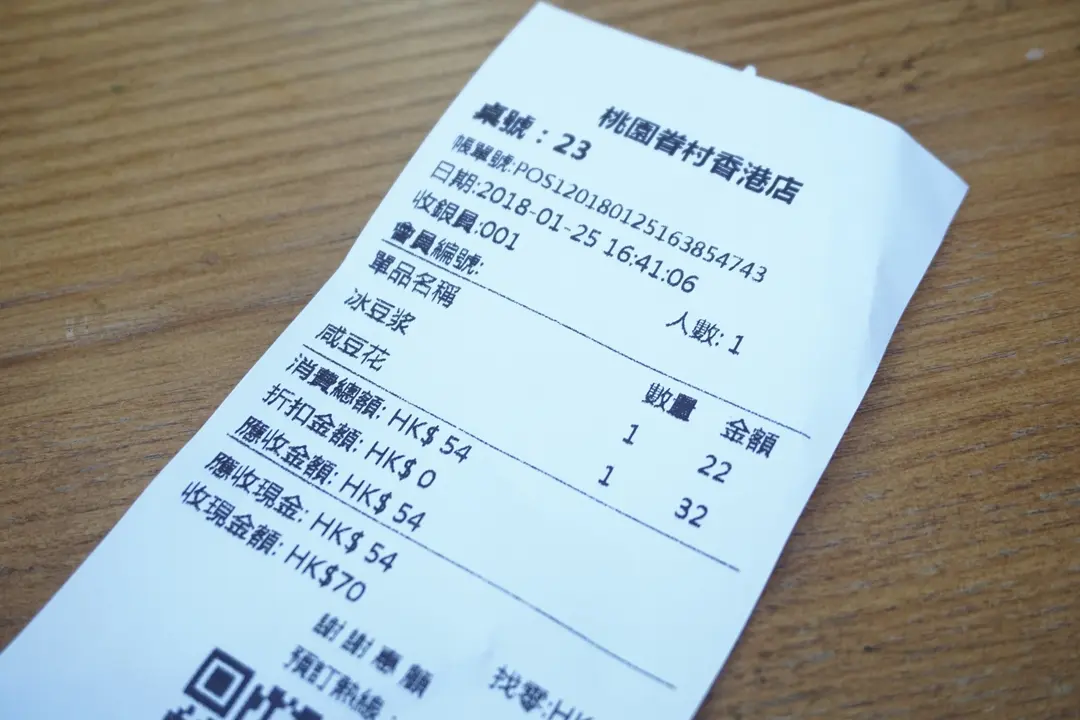 桃園眷村香港店
桌號：23
帳單號:POS120180125163854743
日期:2018-01-25 16:41:06
收銀員:001 人數: 1
會員編號:
單品名稱 數量 金額
冰豆浆 1 22
咸豆花 1 32
消費總額: HK$ 54
折扣金額: HK$ 0
應收金額: HK$ 54
應收現金: HK$ 54
收現金額: HK$70 找零:HK
謝謝惠顧
預訂熱線: